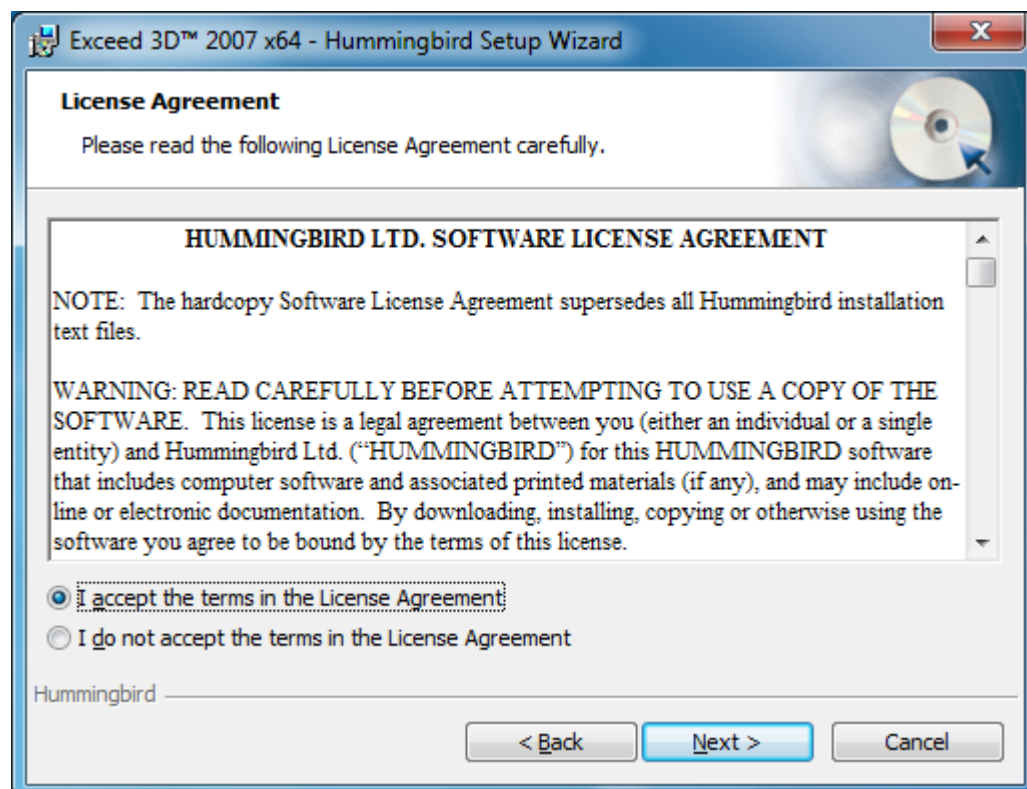 Exceed 3D™ 2007 x64 - Hummingbird Setup Wizard
License Agreement
Please read the following License Agreement carefully.
HUMMINGBIRD LTD. SOFTWARE LICENSE AGREEMENT
NOTE:  The hardcopy Software License Agreement supersedes all Hummingbird installation
text files.
WARNING: READ CAREFULLY BEFORE ATTEMPTING TO USE A COPY OF THE
SOFTWARE.  This license is a legal agreement between you (either an individual or a single
entity) and Hummingbird Ltd. (“HUMMINGBIRD”) for this HUMMINGBIRD software
that includes computer software and associated printed materials (if any), and may include on-
line or electronic documentation.  By downloading, installing, copying or otherwise using the
software you agree to be bound by the terms of this license.
I accept the terms in the License Agreement
I do not accept the terms in the License Agreement
Hummingbird
< Back
Next >
Cancel